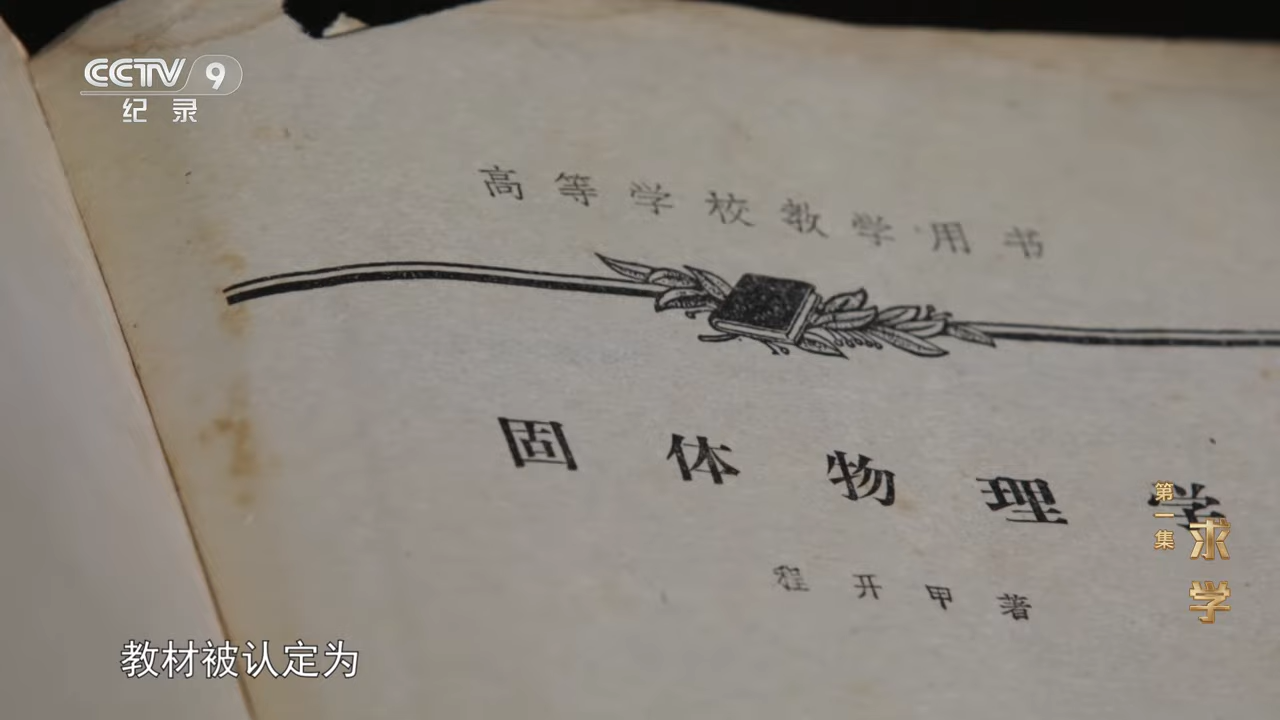 CCTV 9
纪录
高等学校教学用书
固体物理学
程开甲著
第一集
求学
教材被认定为